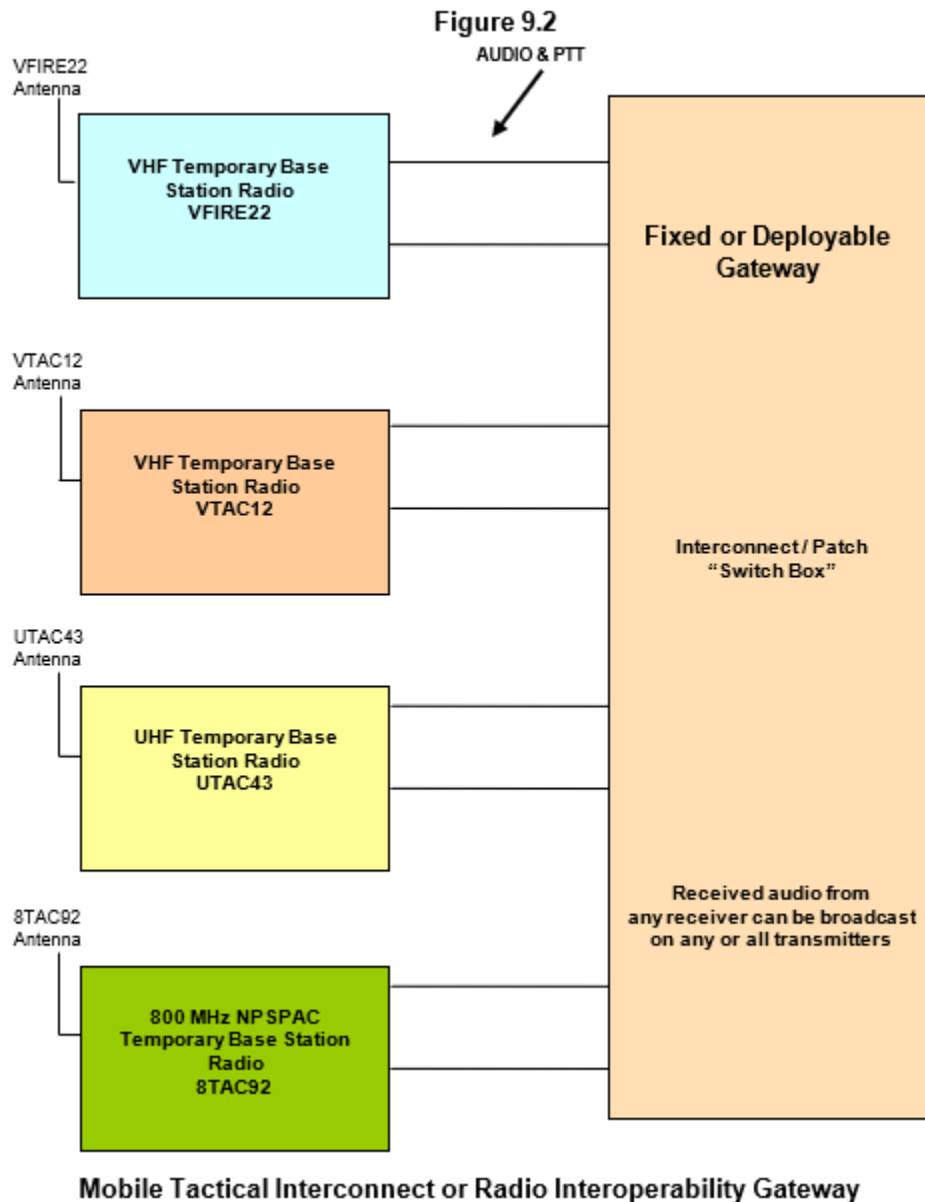 Figure 9.2
AUDIO & PTT
VFIRE22
Antenna
VHF Temporary Base
Station Radio
VFIRE22
Fixed or Deployable
Gateway
VTAC12
Antenna
VHF Temporary Base
Station Radio
VTAC12
Interconnect / Patch
“Switch Box”
UTAC43
Antenna
UHF Temporary Base
Station Radio
UTAC43
Received audio from
any receiver can be broadcast
on any or all transmitters
8TAC92
Antenna
800 MHz NPSPAC
Temporary Base Station
Radio
8TAC92
Mobile Tactical Interconnect or Radio Interoperability Gateway